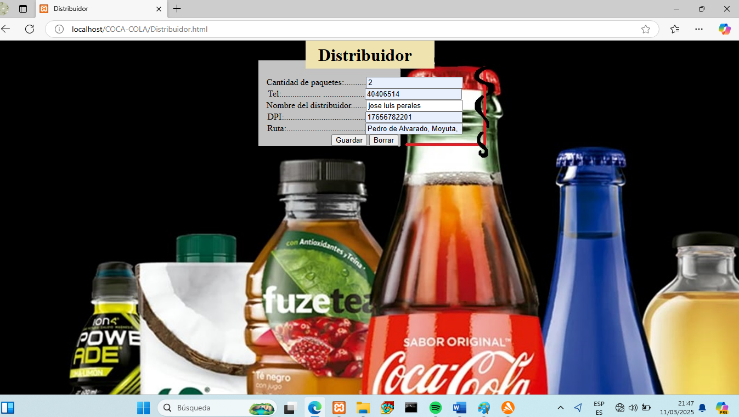 Distribuidor
localhost/COCA-COLA/Distribuidor.html
Distribuidor
Cantidad de paquetes:......... 2
Tel.................. .................. 40406514
Nombre del distribuidor....... jose luis perales
DPI..................................... 17656782201
Ruta:................................... Pedro de Alvarado, Moyuta,
Guardar Borrar
con Antioxidantes y Teína
fuzetea
Té negro
con jugo
ION4
POWE
ADE
SABOR ORIGINAL
Coca-Cola
Búsqueda
ESP
ES
21:47
11/03/2025